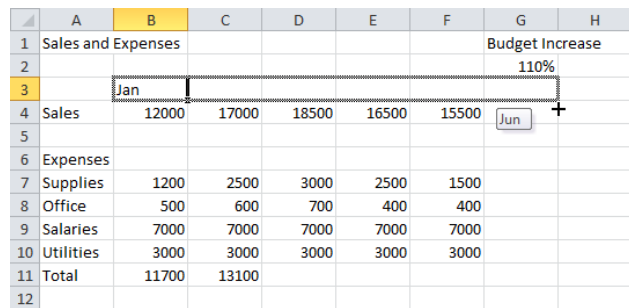 A B C D E F G H
1 Sales and Expenses Budget Increase
2 110%
3 Jan
4 Sales 12000 17000 18500 16500 15500 Jun
5
6 Expenses
7 Supplies 1200 2500 3000 2500 1500
8 Office 500 600 700 400 400
9 Salaries 7000 7000 7000 7000 7000
10 Utilities 3000 3000 3000 3000 3000
11 Total 11700 13100
12